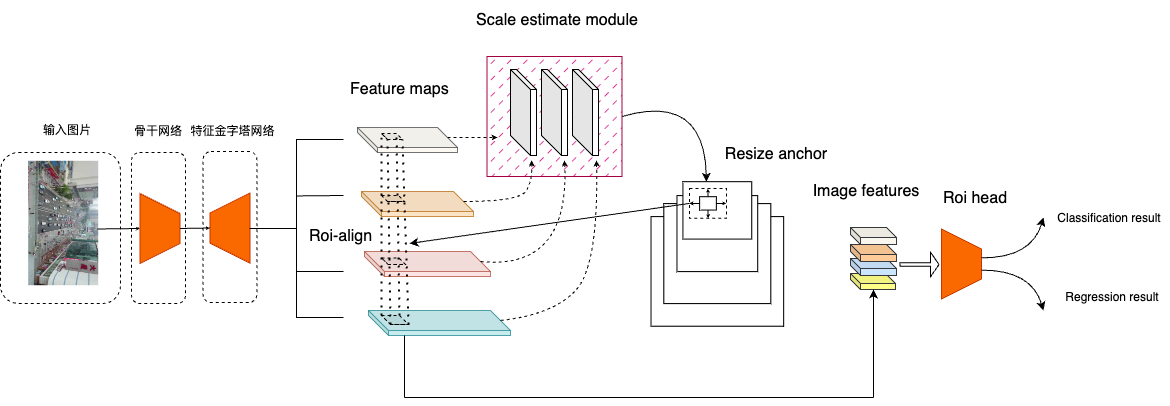 Scale estimate module
Feature maps
输入图片
骨干网络
特征金字塔网络
Resize anchor
Image features
Roi head
Classification result
Roi-align
Regression result